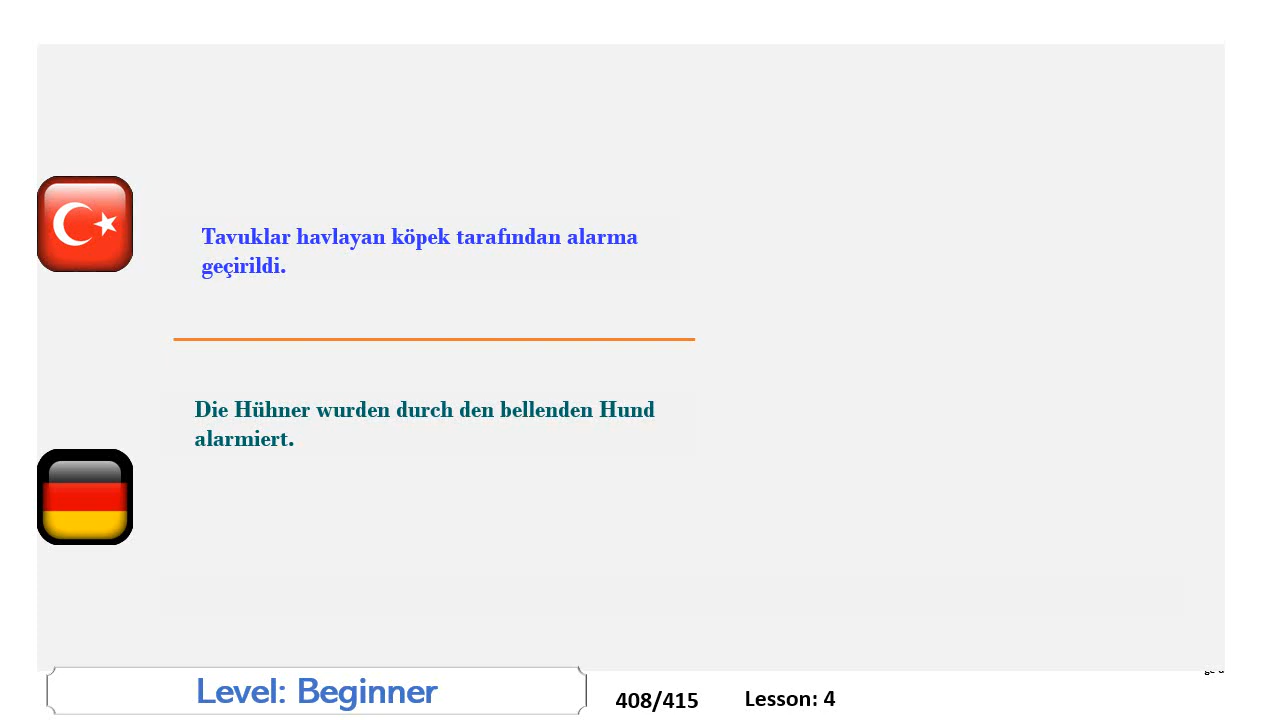 Tavuklar havlayan köpek tarafından alarma
geçirildi.
Die Hühner wurden durch den bellenden Hund
alarmiert.
Level: Beginner
408/415
Lesson: 4